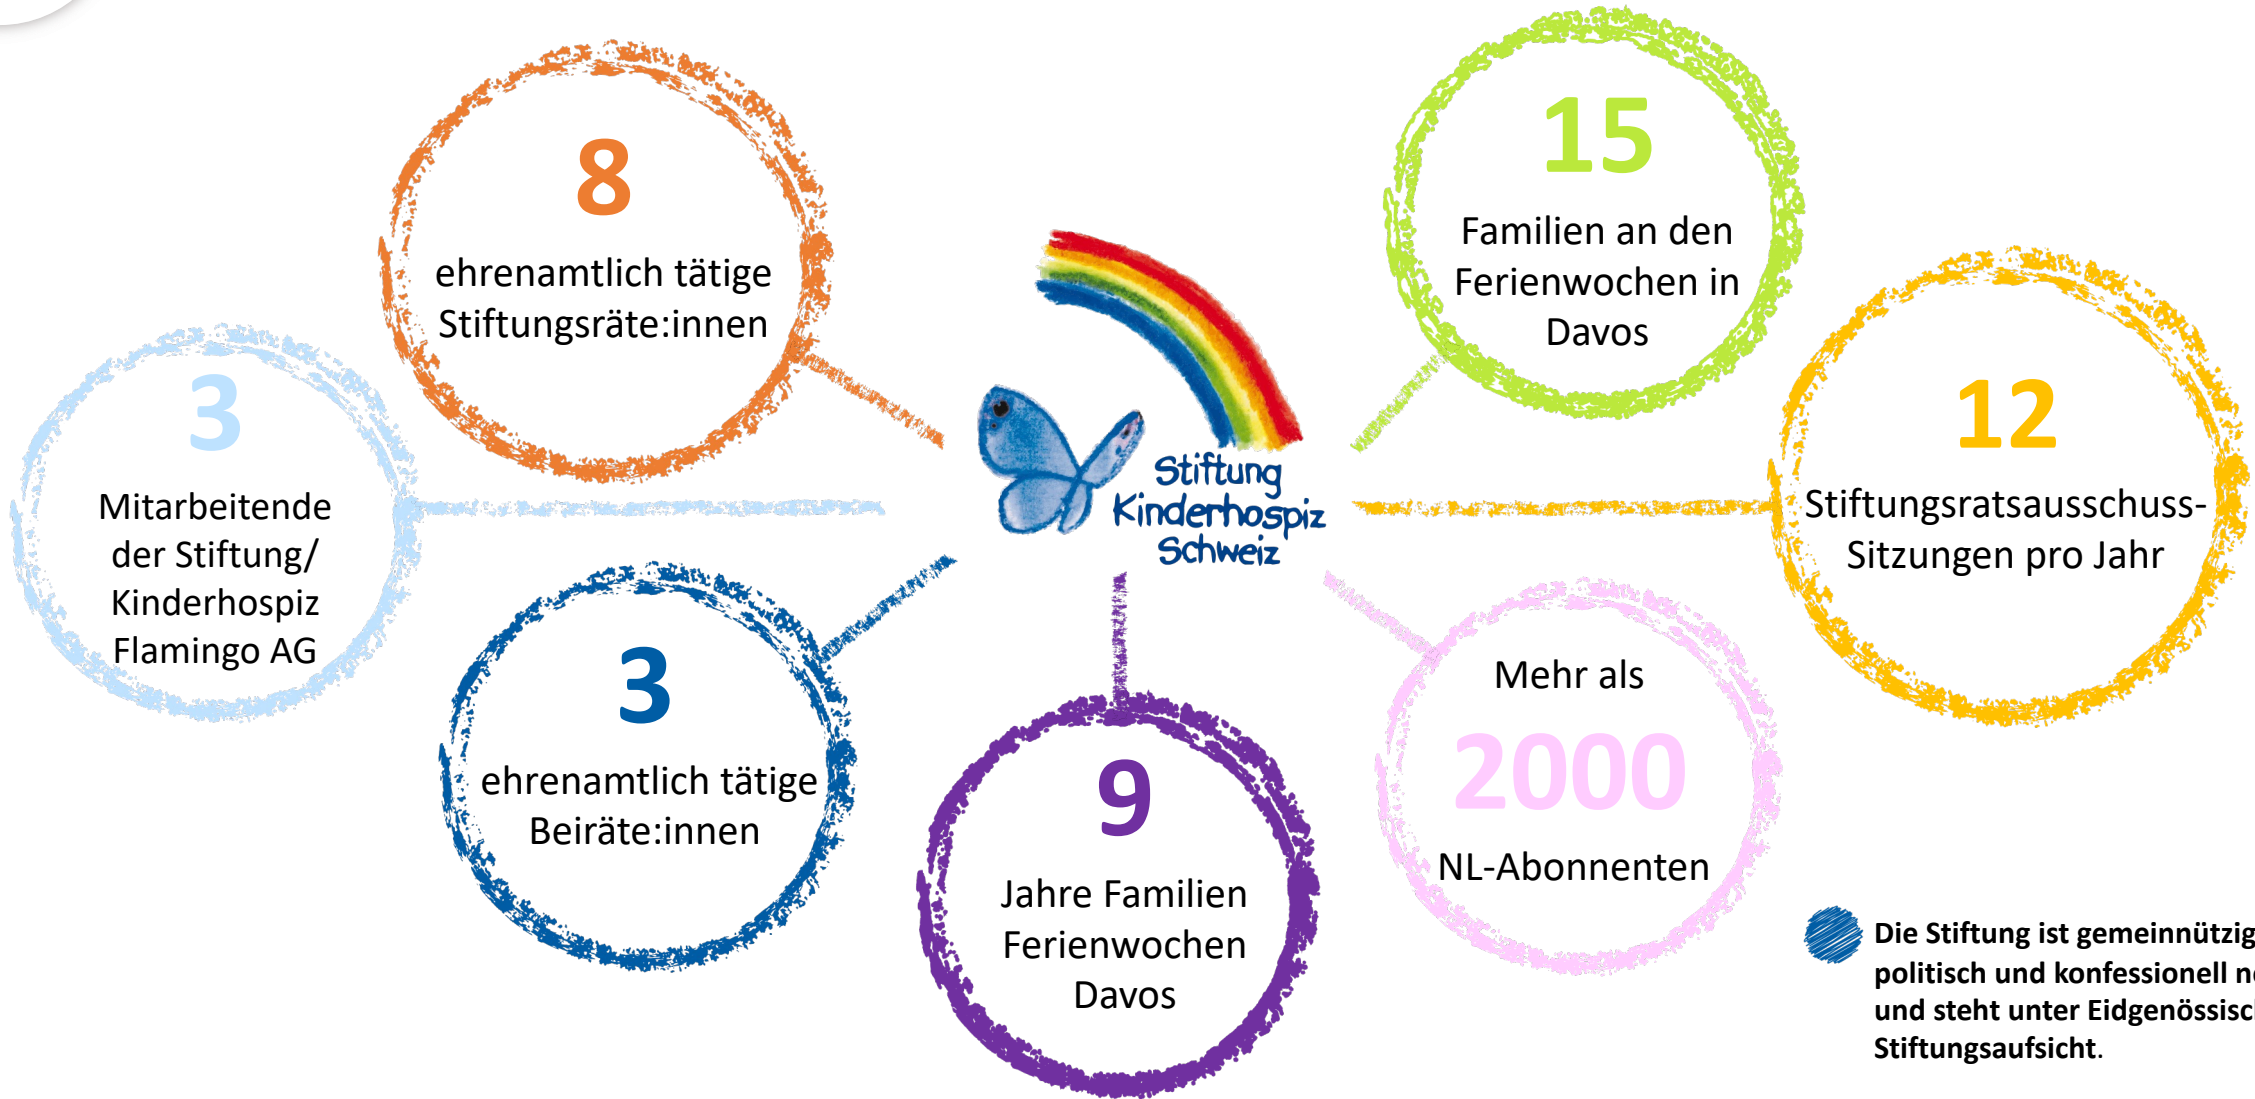 8
ehrenamtlich tätige
Stiftungsräte:innen
15
Familien an den
Ferienwochen in
Davos
3
Mitarbeitende
der Stiftung/
Kinderhospiz
Flamingo AG
Stiftung
Kinderhospiz
Schweiz
12
Stiftungsratsausschuss-
Sitzungen pro Jahr
3
ehrenamtlich tätige
Beiräte:innen
9
Jahre Familien
Ferienwochen
Davos
Mehr als
2000
NL-Abonnenten
Die Stiftung ist gemeinnützig
politisch und konfessionell
und steht unter
Stiftungsaufsicht.